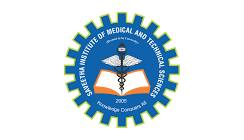 SAVEETHA INSTITUTE OF MEDICAL AND TECHNICAL SCIENCES
2005
Knowledge Conquers All